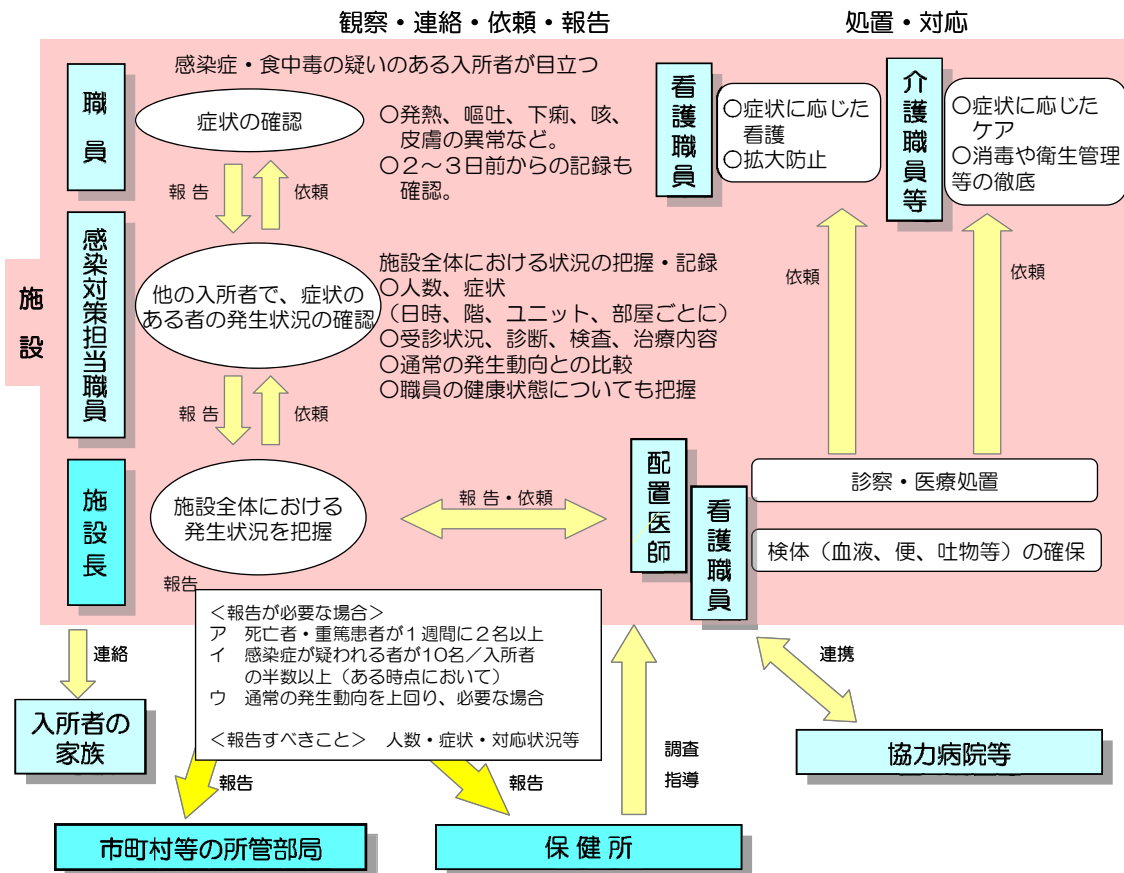 観察・連絡・依頼・報告
処置・対応
施設
職員
感染症・食中毒の疑いのある入所者が目立つ
症状の確認
○発熱、嘔吐、下痢、咳、
皮膚の異常など。
○２～３日前からの記録も
確認。
報 告
依頼
感染対策担当職員
他の入所者で、症状の
ある者の発生状況の確認
施設全体における状況の把握・記録
○人数、症状
（日時、階、ユニット、部屋ごとに）
○受診状況、診断、検査、治療内容
○通常の発生動向との比較
○職員の健康状態についても把握
報 告
依頼
施設長
施設全体における
発生状況を把握
報 告・依頼
看護職員
○症状に応じた
看護
○拡大防止
介護職員等
○症状に応じた
ケア
○消毒や衛生管理
等の徹底
依頼
依頼
配置医師
看護職員
診察・医療処置
検体（血液、便、吐物等）の確保
報告
＜報告が必要な場合＞
ア　死亡者・重篤患者が１週間に２名以上
イ　感染症が疑われる者が10名／入所者
の半数以上（ある時点において）
ウ　通常の発生動向を上回り、必要な場合
＜報告すべきこと＞　人数・症状・対応状況等
連絡
入所者の
家族
報告
市町村等の所管部局
報告
保 健 所
調査
指導
連携
協力病院等